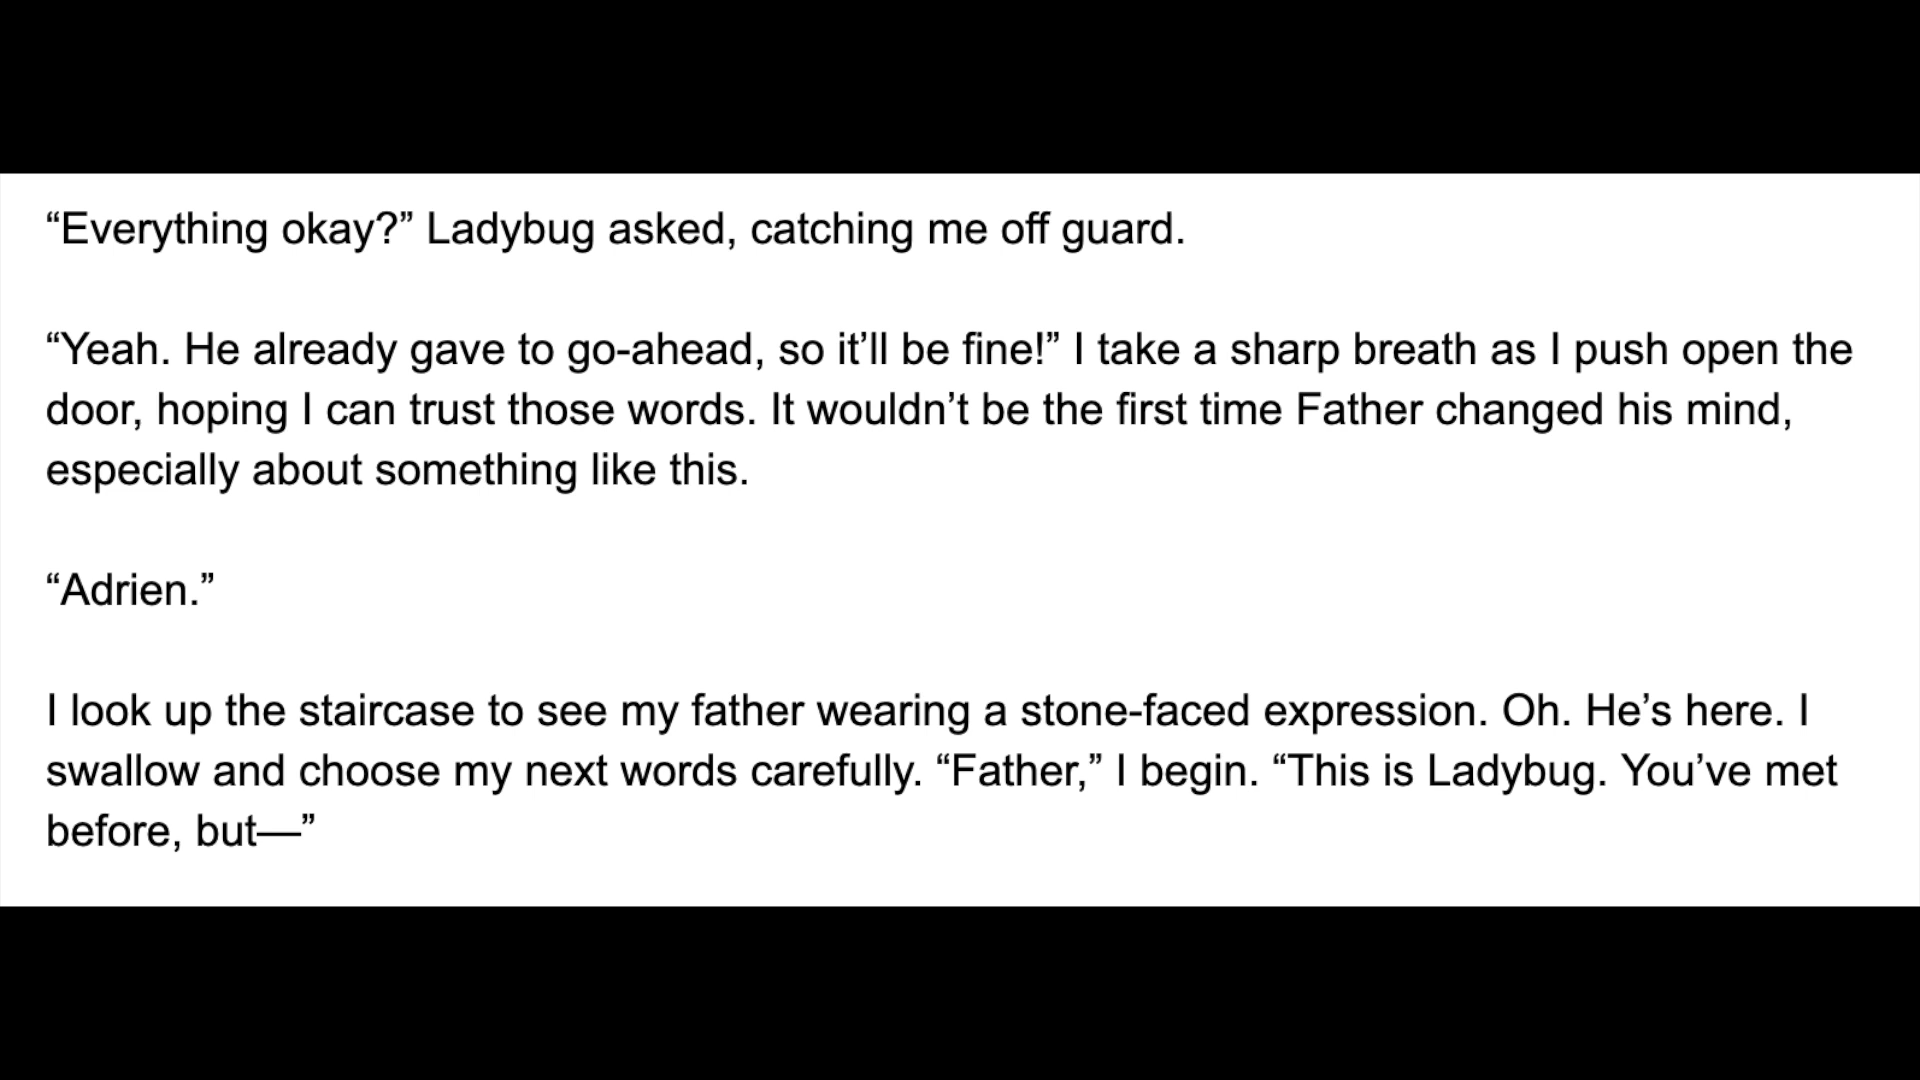 “Everything okay?” Ladybug asked, catching me off guard.
“Yeah. He already gave to go-ahead, so it’ll be fine!” I take a sharp breath as I push open the
door, hoping I can trust those words. It wouldn’t be the first time Father changed his mind,
especially about something like this.
“Adrien.”
I look up the staircase to see my father wearing a stone-faced expression. Oh. He’s here. I
swallow and choose my next words carefully. “Father,” I begin. “This is Ladybug. You’ve met
before, but—”